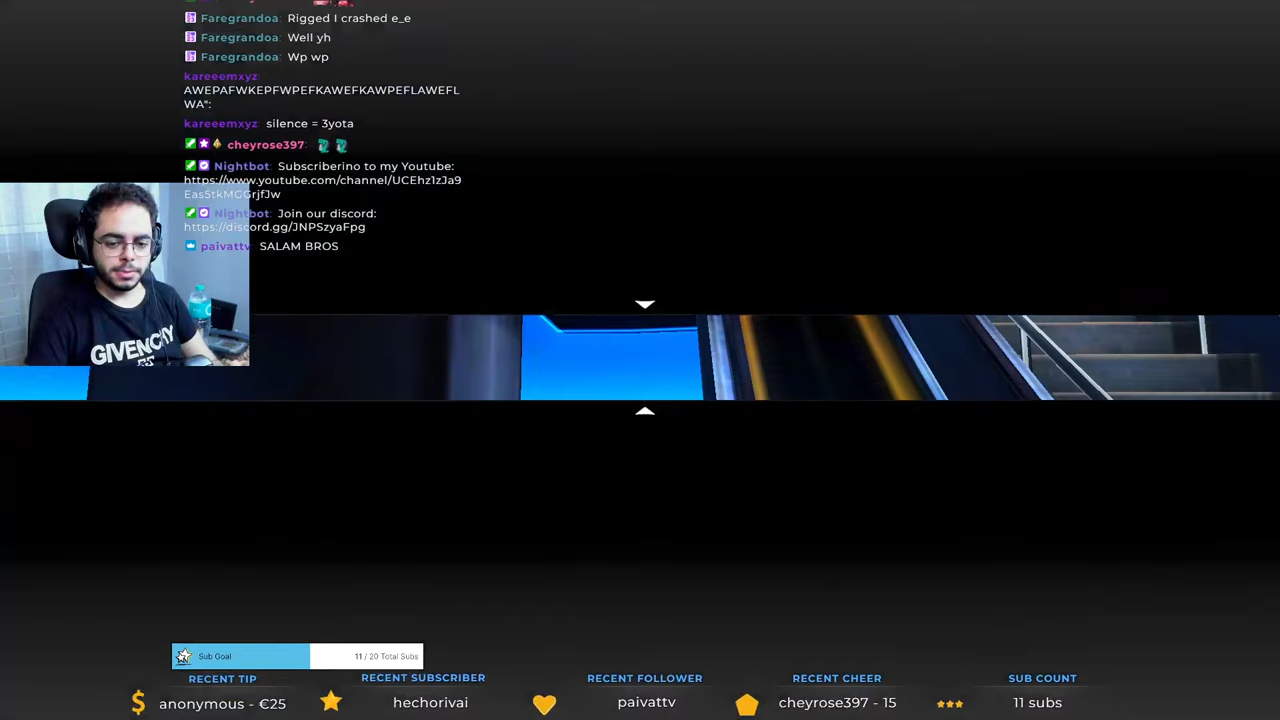 Faregrandoa: Rigged I crashed e_e
Faregrandoa: Well yh
Faregrandoa: Wp wp
kareeemxyz:
AWEPAFWKEPFWPEFKAWEFKAWPEFLAWEFL
WA":
kareeemxyz: silence = 3yota
cheyrose397:
Nightbot: Subscriberino to my Youtube:
https://www.youtube.com/channel/UCEhz1zJa9
Eas5tkMGGrjfJw
Nightbot: Join our discord:
https://discord.gg/JNPSzyaFpg
paivattv: SALAM BROS
GIVENCHY
Sub Goal 11 / 20 Total Subs
RECENT TIP
anonymous - €25
RECENT SUBSCRIBER
hechorivai
RECENT FOLLOWER
paivattv
RECENT CHEER
cheyrose397 - 15
SUB COUNT
11 subs